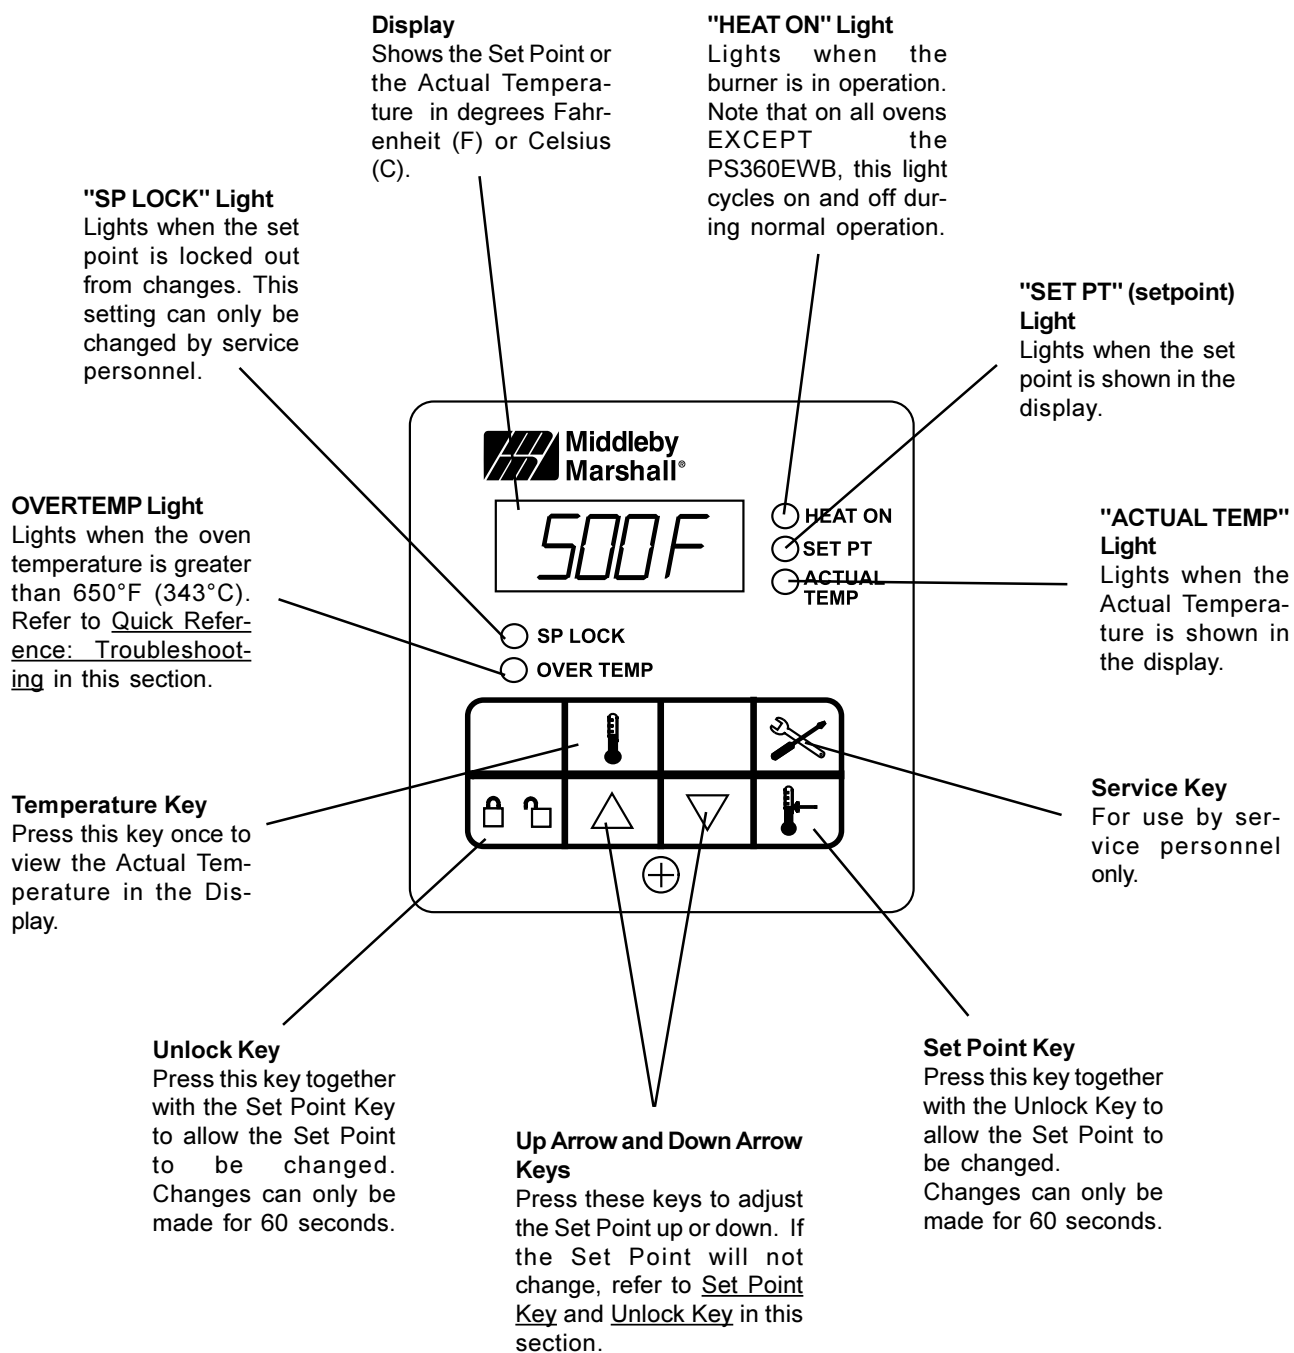 Display
Shows the Set Point or
the Actual Tempera-
ture in degrees Fahr-
enheit (F) or Celsius
(C).
"HEAT ON" Light
Lights when the
burner is in operation.
Note that on all ovens
EXCEPT the
PS360EWB, this light
cycles on and off dur-
ing normal operation.
"SP LOCK" Light
Lights when the set
point is locked out
from changes. This
setting can only be
changed by service
personnel.
"SET PT" (setpoint)
Light
Lights when the set
point is shown in the
display.
OVERTEMP Light
Lights when the oven
temperature is greater
than 650°F (343°C).
Refer to Quick Refer-
ence: Troubleshoot-
ing in this section.
Middleby
Marshall®
500F
HEAT ON
SET PT
ACTUAL
TEMP
SP LOCK
OVER TEMP
"ACTUAL TEMP"
Light
Lights when the
Actual Tempera-
ture is shown in
the display.
Temperature Key
Press this key once to
view the Actual Tem-
perature in the Dis-
play.
Service Key
For use by ser-
vice personnel
only.
Unlock Key
Press this key together
with the Set Point Key
to allow the Set Point
to be changed.
Changes can only be
made for 60 seconds.
Up Arrow and Down Arrow
Keys
Press these keys to adjust
the Set Point up or down. If
the Set Point will not
change, refer to Set Point
Key and Unlock Key in this
section.
Set Point Key
Press this key together
with the Unlock Key to
allow the Set Point to
be changed.
Changes can only be
made for 60 seconds.